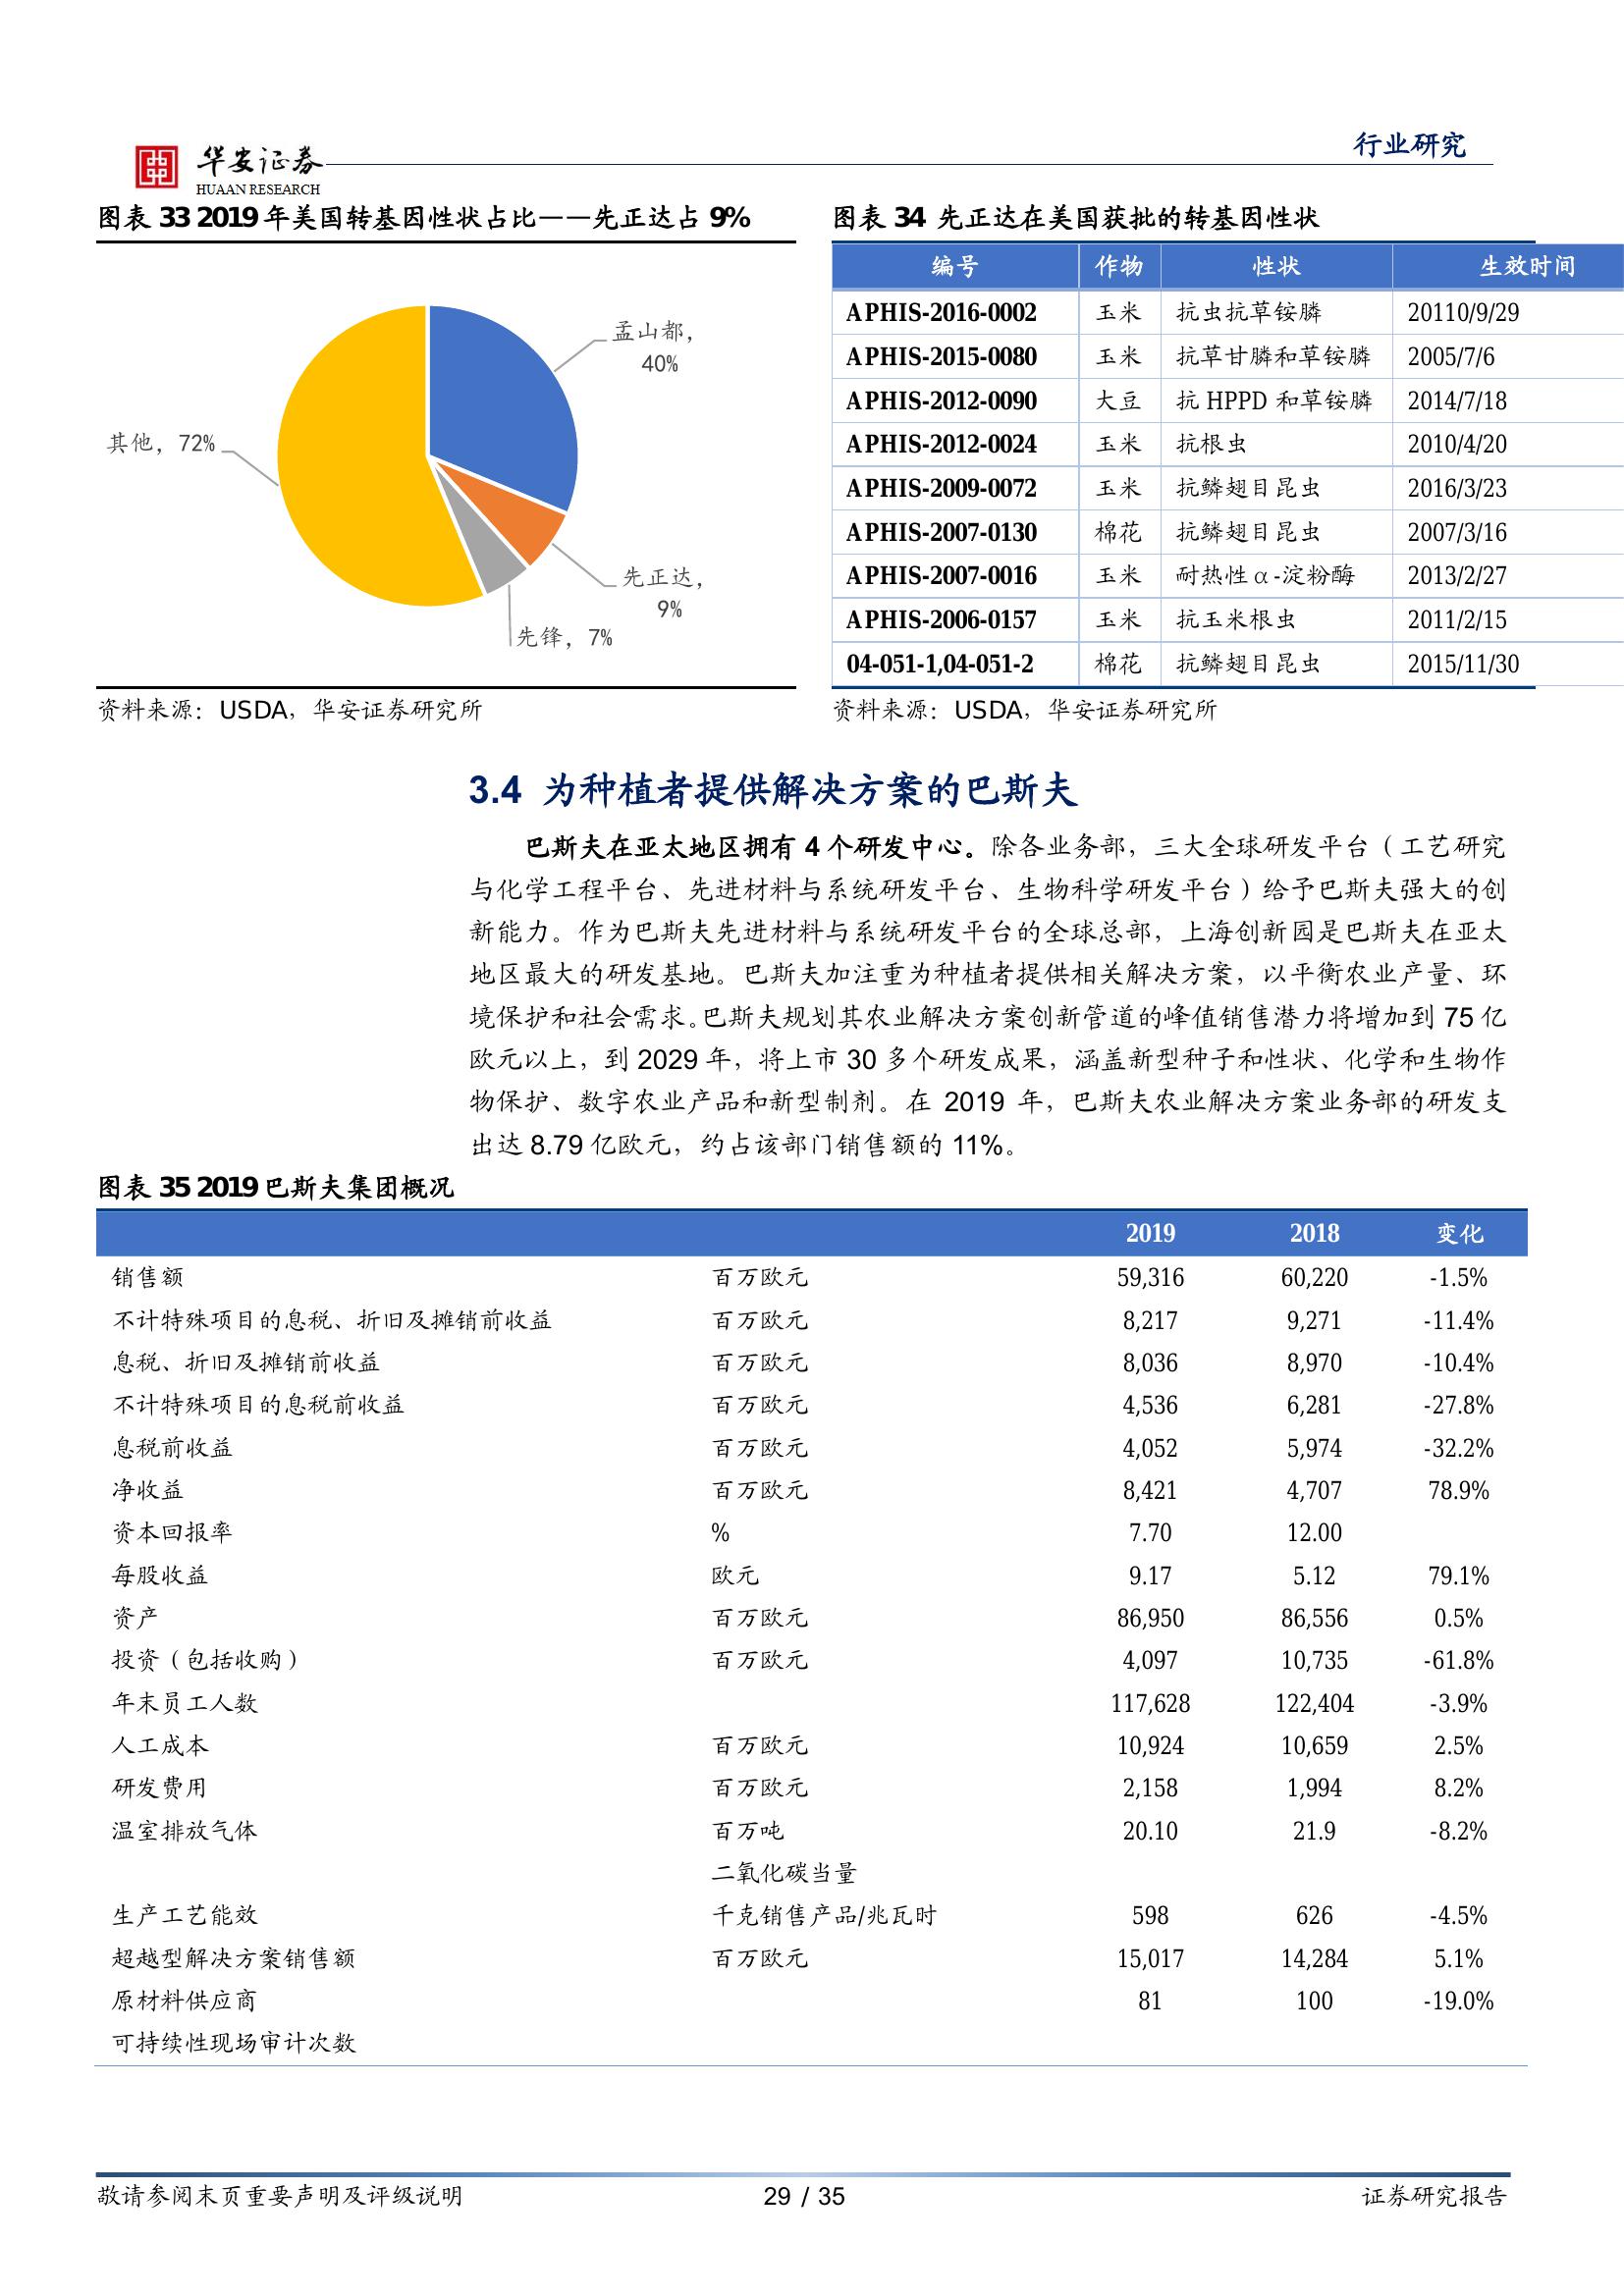 华安证券
HUAAN RESEARCH
行业研究
图表 33 2019 年美国转基因性状占比——先正达占 9%
孟山都，
40%
其他，72%
先正达，
9%
先锋，7%
资料来源：USDA，华安证券研究所
图表 34 先正达在美国获批的转基因性状
编号 作物 性状 生效时间
APHIS-2016-0002 玉米 抗虫抗草铵膦 20110/9/29
APHIS-2015-0080 玉米 抗草甘膦和草铵膦 2005/7/6
APHIS-2012-0090 大豆 抗 HPPD 和草铵膦 2014/7/18
APHIS-2012-0024 玉米 抗根虫 2010/4/20
APHIS-2009-0072 玉米 抗鳞翅目昆虫 2016/3/23
APHIS-2007-0130 棉花 抗鳞翅目昆虫 2007/3/16
APHIS-2007-0016 玉米 耐热性α-淀粉酶 2013/2/27
APHIS-2006-0157 玉米 抗玉米根虫 2011/2/15
04-051-1,04-051-2 棉花 抗鳞翅目昆虫 2015/11/30
资料来源：USDA，华安证券研究所
3.4 为种植者提供解决方案的巴斯夫
巴斯夫在亚太地区拥有 4 个研发中心。除各业务部，三大全球研发平台（工艺研究
与化学工程平台、先进材料与系统研发平台、生物科学研发平台）给予巴斯夫强大的创
新能力。作为巴斯夫先进材料与系统研发平台的全球总部，上海创新园是巴斯夫在亚太
地区最大的研发基地。巴斯夫加注重为种植者提供相关解决方案，以平衡农业产量、环
境保护和社会需求。巴斯夫规划其农业解决方案创新管道的峰值销售潜力将增加到 75 亿
欧元以上，到 2029 年，将上市 30 多个研发成果，涵盖新型种子和性状、化学和生物作
物保护、数字农业产品和新型制剂。在 2019 年，巴斯夫农业解决方案业务部的研发支
出达 8.79 亿欧元，约占该部门销售额的 11%。
图表 35 2019 巴斯夫集团概况
2019 2018 变化
销售额 百万欧元 59,316 60,220 -1.5%
不计特殊项目的息税、折旧及摊销前收益 百万欧元 8,217 9,271 -11.4%
息税、折旧及摊销前收益 百万欧元 8,036 8,970 -10.4%
不计特殊项目的息税前收益 百万欧元 4,536 6,281 -27.8%
息税前收益 百万欧元 4,052 5,974 -32.2%
净收益 百万欧元 8,421 4,707 78.9%
资本回报率 % 7.70 12.00
每股收益 欧元 9.17 5.12 79.1%
资产 百万欧元 86,950 86,556 0.5%
投资（包括收购） 百万欧元 4,097 10,735 -61.8%
年末员工人数 117,628 122,404 -3.9%
人工成本 百万欧元 10,924 10,659 2.5%
研发费用 百万欧元 2,158 1,994 8.2%
温室排放气体 百万吨 20.10 21.9 -8.2%
二氧化碳当量
生产工艺能效 千克销售产品/兆瓦时 598 626 -4.5%
超越型解决方案销售额 百万欧元 15,017 14,284 5.1%
原材料供应商 81 100 -19.0%
可持续性现场审计次数
敬请参阅末页重要声明及评级说明 29 / 35 证券研究报告